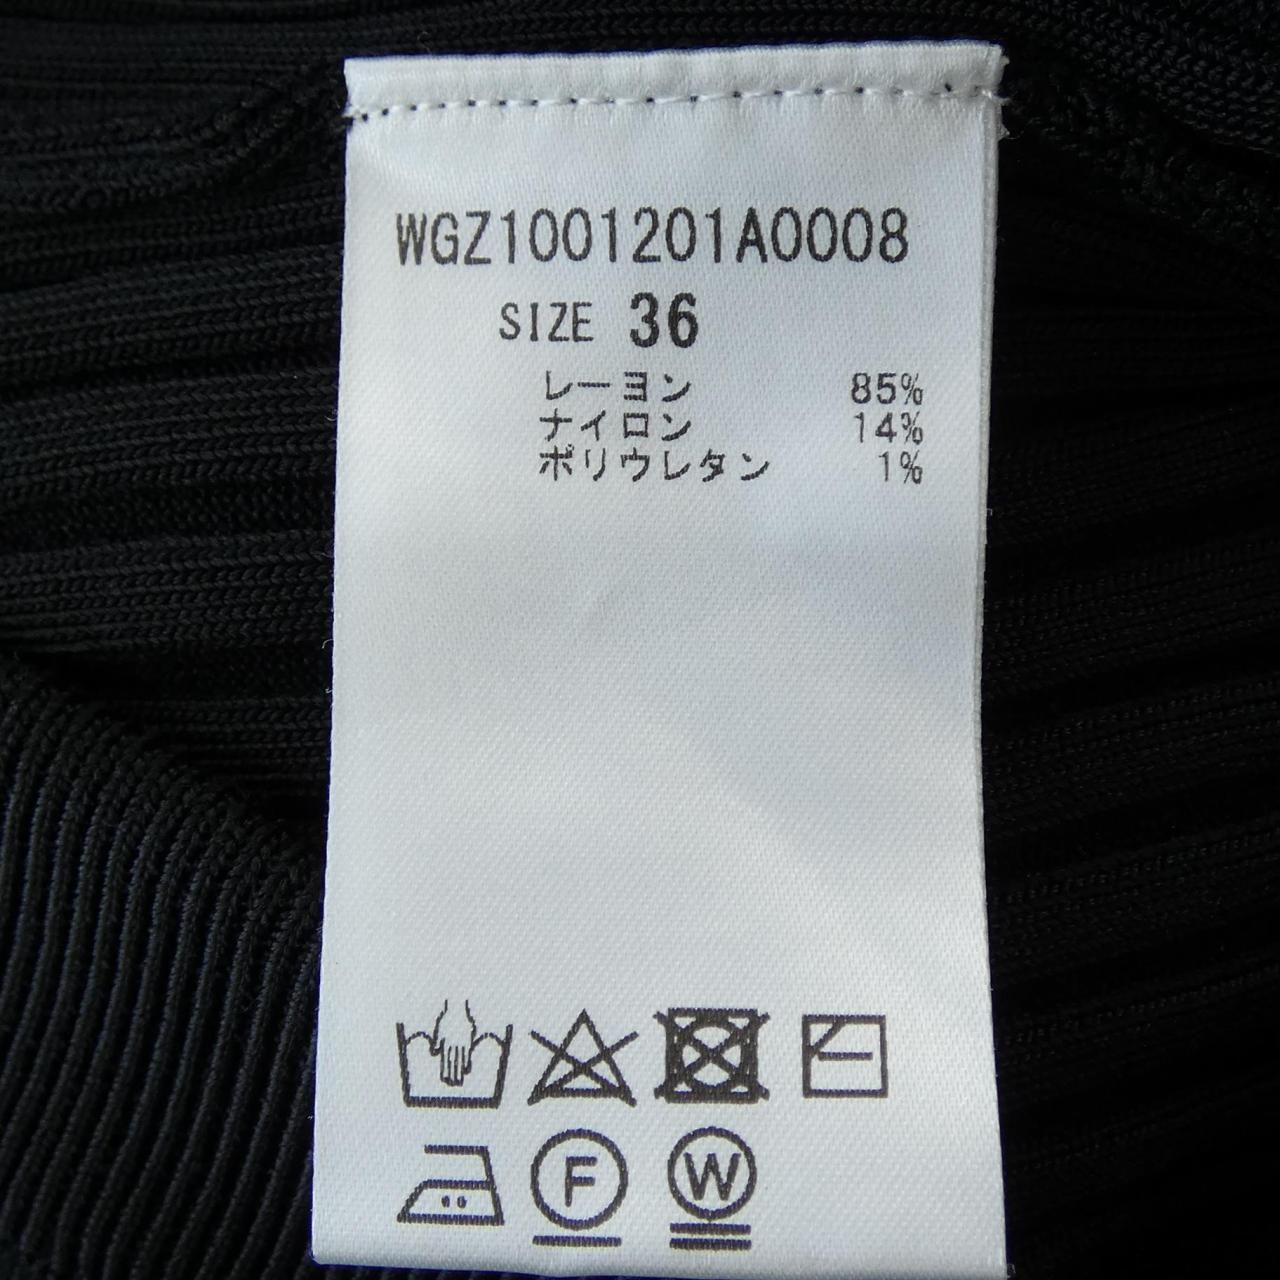 WGZ1001201A0008
SIZE 36
レーヨン 85%
ナイロン 14%
ポリウレタン 1%
F W